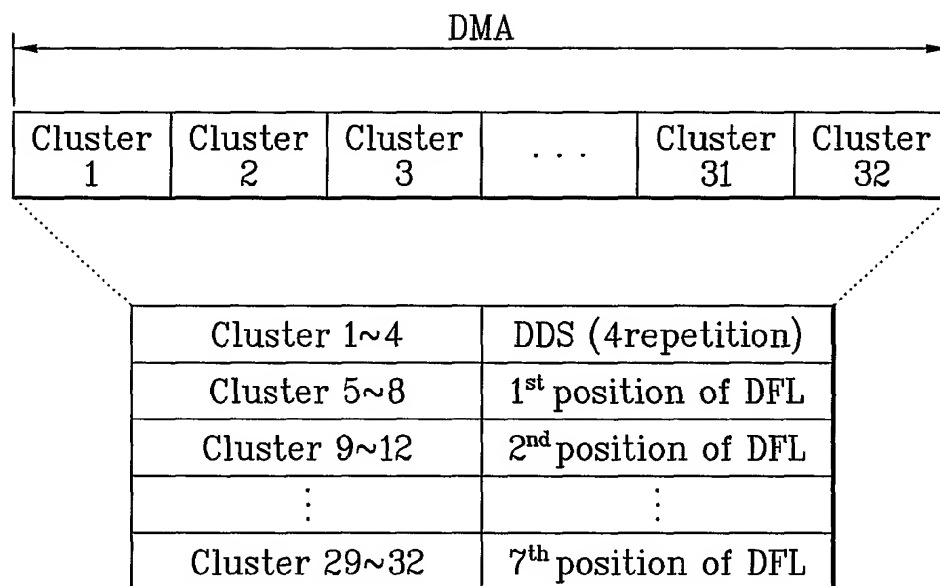 DMA
Cluster 1 Cluster 2 Cluster 3 ... Cluster 31 Cluster 32
Cluster 1~4 DDS (4repetition)
Cluster 5~8 1st position of DFL
Cluster 9~12 2nd position of DFL
⋮ ⋮
Cluster 29~32 7th position of DFL